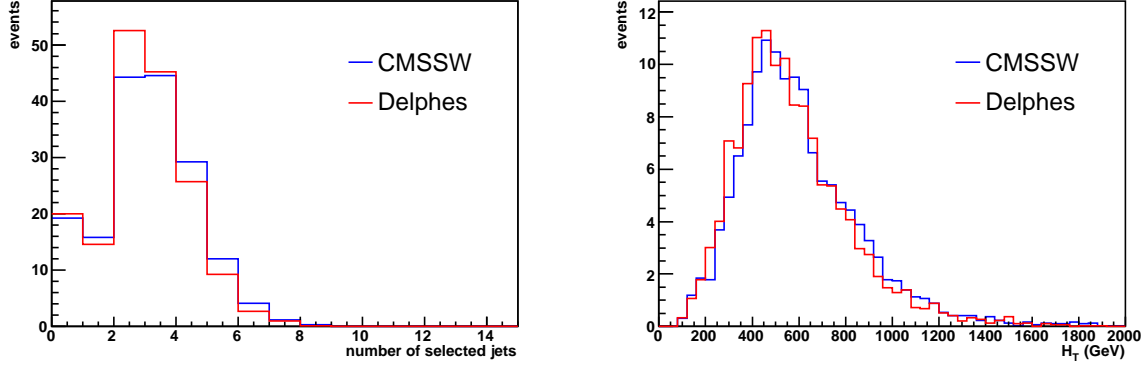 events
50
40
30
20
10
0
CMSSW
Delphes
0 2 4 6 8 10 12 14
number of selected jets
events
12
10
8
6
4
2
0
CMSSW
Delphes
0 200 400 600 800 1000 1200 1400 1600 1800 2000
H_T (GeV)